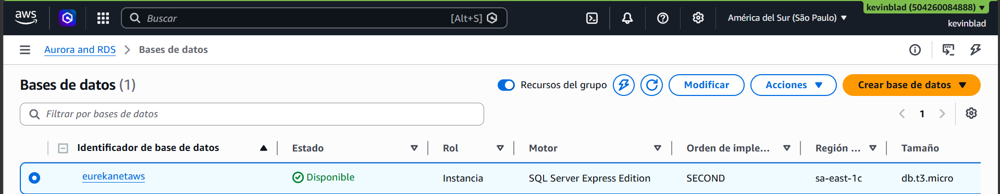 aws
Buscar [Alt+S]
América del Sur (São Paulo)
kevinblad (504260084888)
kevinblad
Aurora and RDS > Bases de datos
Bases de datos (1)
Recursos del grupo
Modificar
Acciones
Crear base de datos
Filtrar por bases de datos
1
Identificador de base de datos Estado Rol Motor Orden de imple... Región ... Tamaño
eurekanetaws Disponible Instancia SQL Server Express Edition SECOND sa-east-1c db.t3.micro